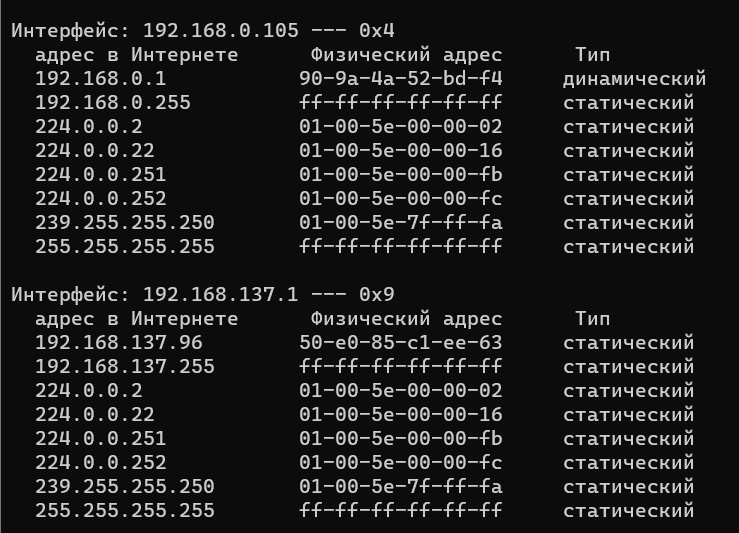 Интерфейс: 192.168.0.105 --- 0x4
адрес в Интернете Физический адрес Тип
192.168.0.1 90-9a-4a-52-bd-f4 динамический
192.168.0.255 ff-ff-ff-ff-ff-ff статический
224.0.0.2 01-00-5e-00-00-02 статический
224.0.0.22 01-00-5e-00-00-16 статический
224.0.0.251 01-00-5e-00-00-fb статический
224.0.0.252 01-00-5e-00-00-fc статический
239.255.255.250 01-00-5e-7f-ff-fa статический
255.255.255.255 ff-ff-ff-ff-ff-ff статический
Интерфейс: 192.168.137.1 --- 0x9
адрес в Интернете Физический адрес Тип
192.168.137.96 50-e0-85-c1-ee-63 статический
192.168.137.255 ff-ff-ff-ff-ff-ff статический
224.0.0.2 01-00-5e-00-00-02 статический
224.0.0.22 01-00-5e-00-00-16 статический
224.0.0.251 01-00-5e-00-00-fb статический
224.0.0.252 01-00-5e-00-00-fc статический
239.255.255.250 01-00-5e-7f-ff-fa статический
255.255.255.255 ff-ff-ff-ff-ff-ff статический